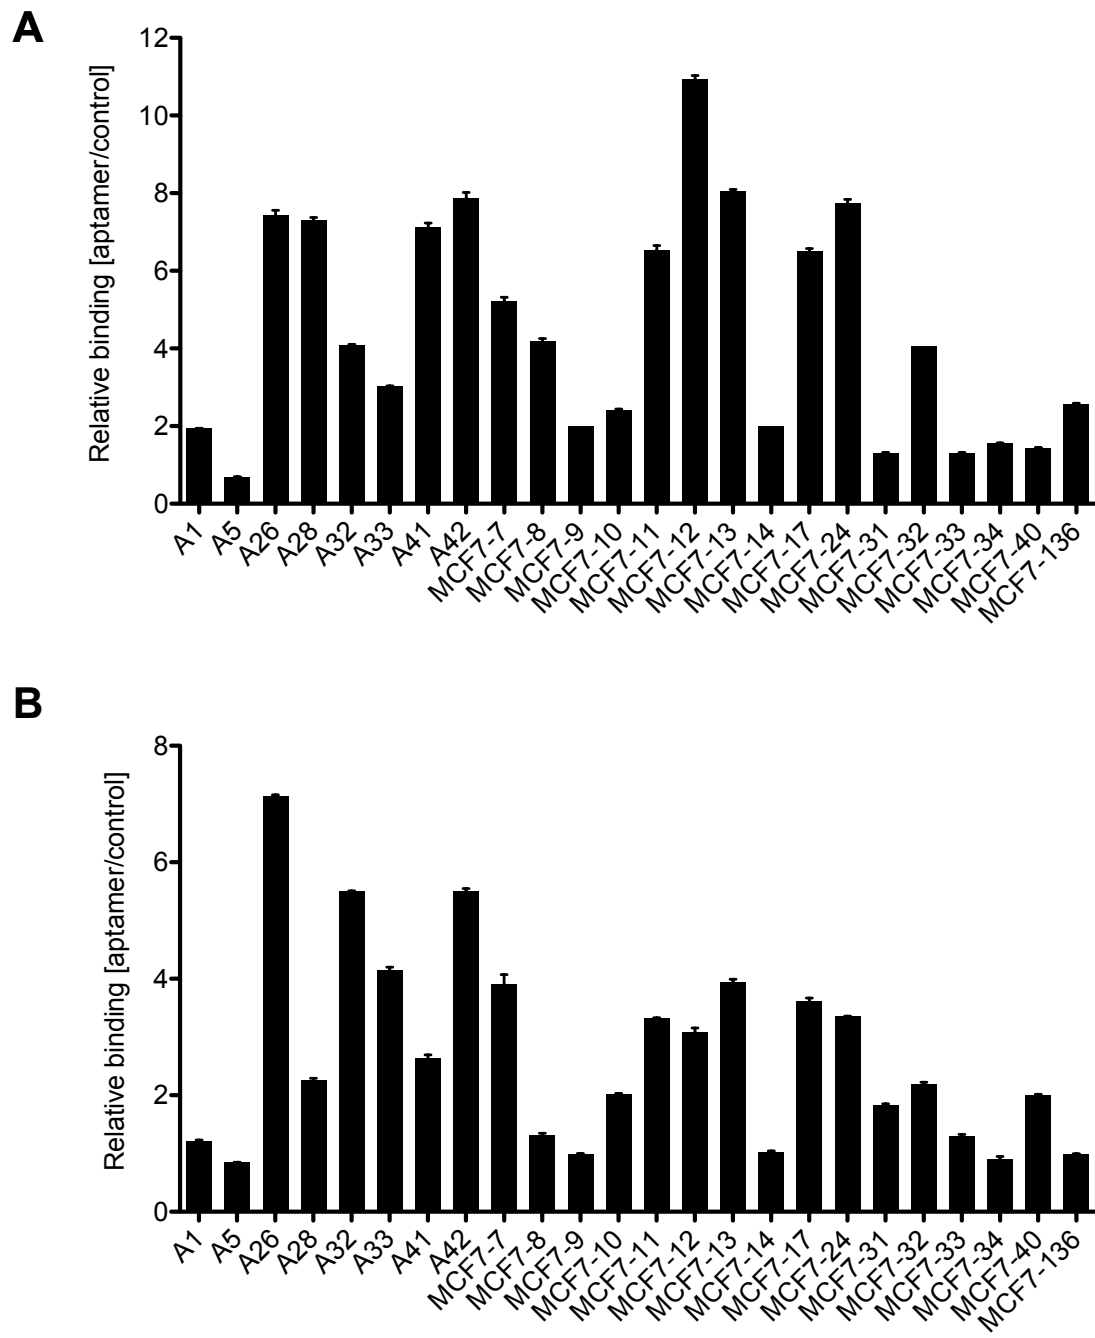 A
Relative binding [aptamer/control]
12
10
8
6
4
2
0
A1
A5
A26
A28
A32
A33
A41
A42
MCF7-7
MCF7-8
MCF7-9
MCF7-10
MCF7-11
MCF7-12
MCF7-13
MCF7-14
MCF7-17
MCF7-24
MCF7-31
MCF7-32
MCF7-33
MCF7-34
MCF7-40
MCF7-136
B
Relative binding [aptamer/control]
8
6
4
2
0
A1
A5
A26
A28
A32
A33
A41
A42
MCF7-7
MCF7-8
MCF7-9
MCF7-10
MCF7-11
MCF7-12
MCF7-13
MCF7-14
MCF7-17
MCF7-24
MCF7-31
MCF7-32
MCF7-33
MCF7-34
MCF7-40
MCF7-136